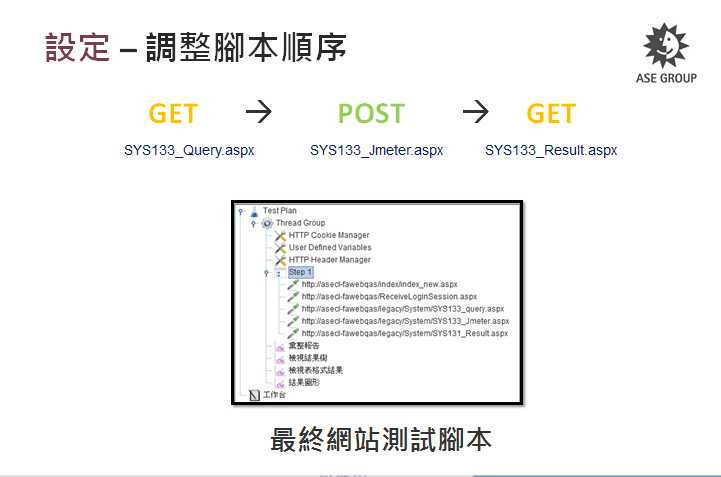 設定 – 調整腳本順序
ASE GROUP
GET → POST → GET
SYS133_Query.aspx SYS133_Jmeter.aspx SYS133_Result.aspx
Test Plan
Thread Group
HTTP Cookie Manager
User Defined Variables
HTTP Header Manager
Step 1
http://asecl-fawebqas/index/index_new.aspx
http://asecl-fawebqas/ReceiveLoginSession.aspx
http://asecl-fawebqas/legacy/System/SYS133_query.aspx
http://asecl-fawebqas/legacy/System/SYS133_Jmeter.aspx
http://asecl-fawebqas/legacy/System/SYS131_Result.aspx
彙整報告
檢視結果樹
檢視表格式結果
結果圖形
工作台
最終網站測試腳本